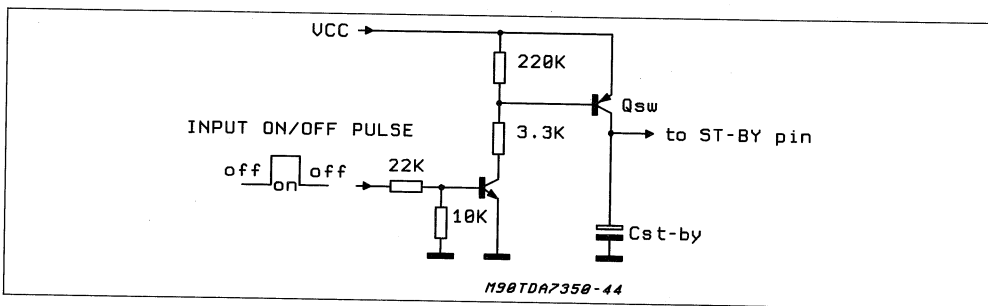 VCC
220K
Qsw
INPUT ON/OFF PULSE
3.3K
to ST-BY pin
off
on
off
22K
10K
Cst-by
M90TDA7350-44